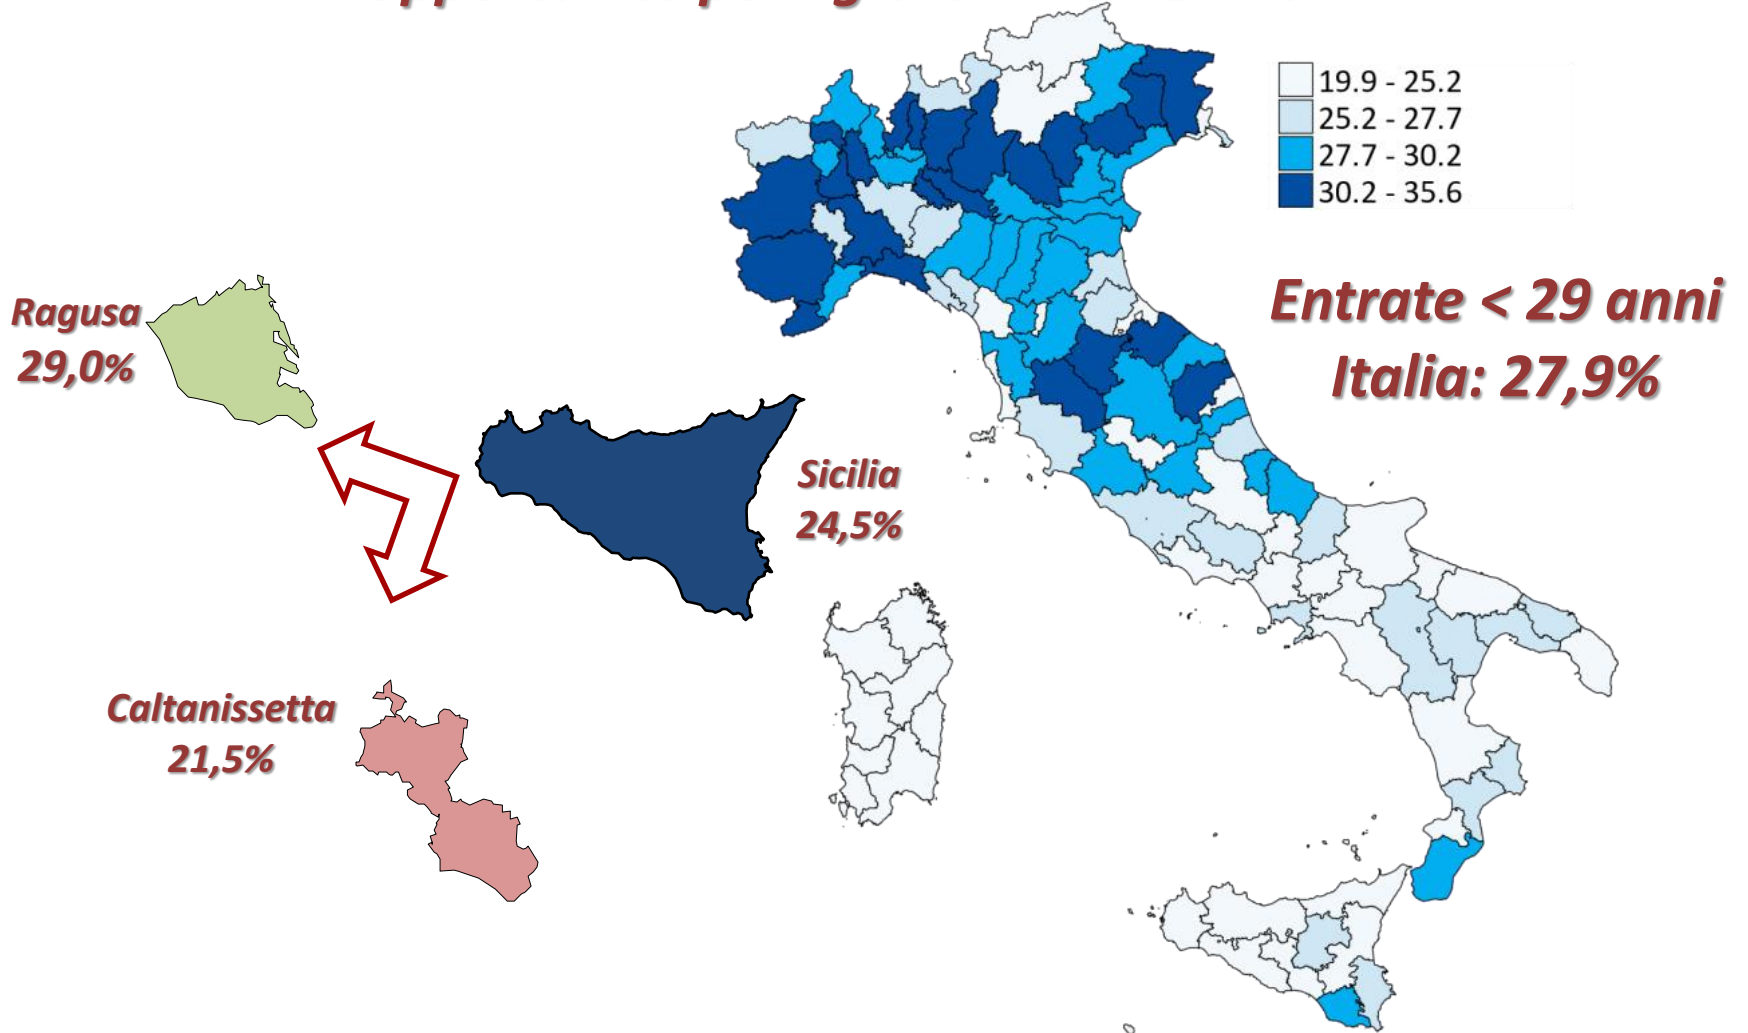 19.9 - 25.2
25.2 - 27.7
27.7 - 30.2
30.2 - 35.6
Entrate < 29 anni
Italia: 27,9%
Ragusa
29,0%
Sicilia
24,5%
Caltanissetta
21,5%